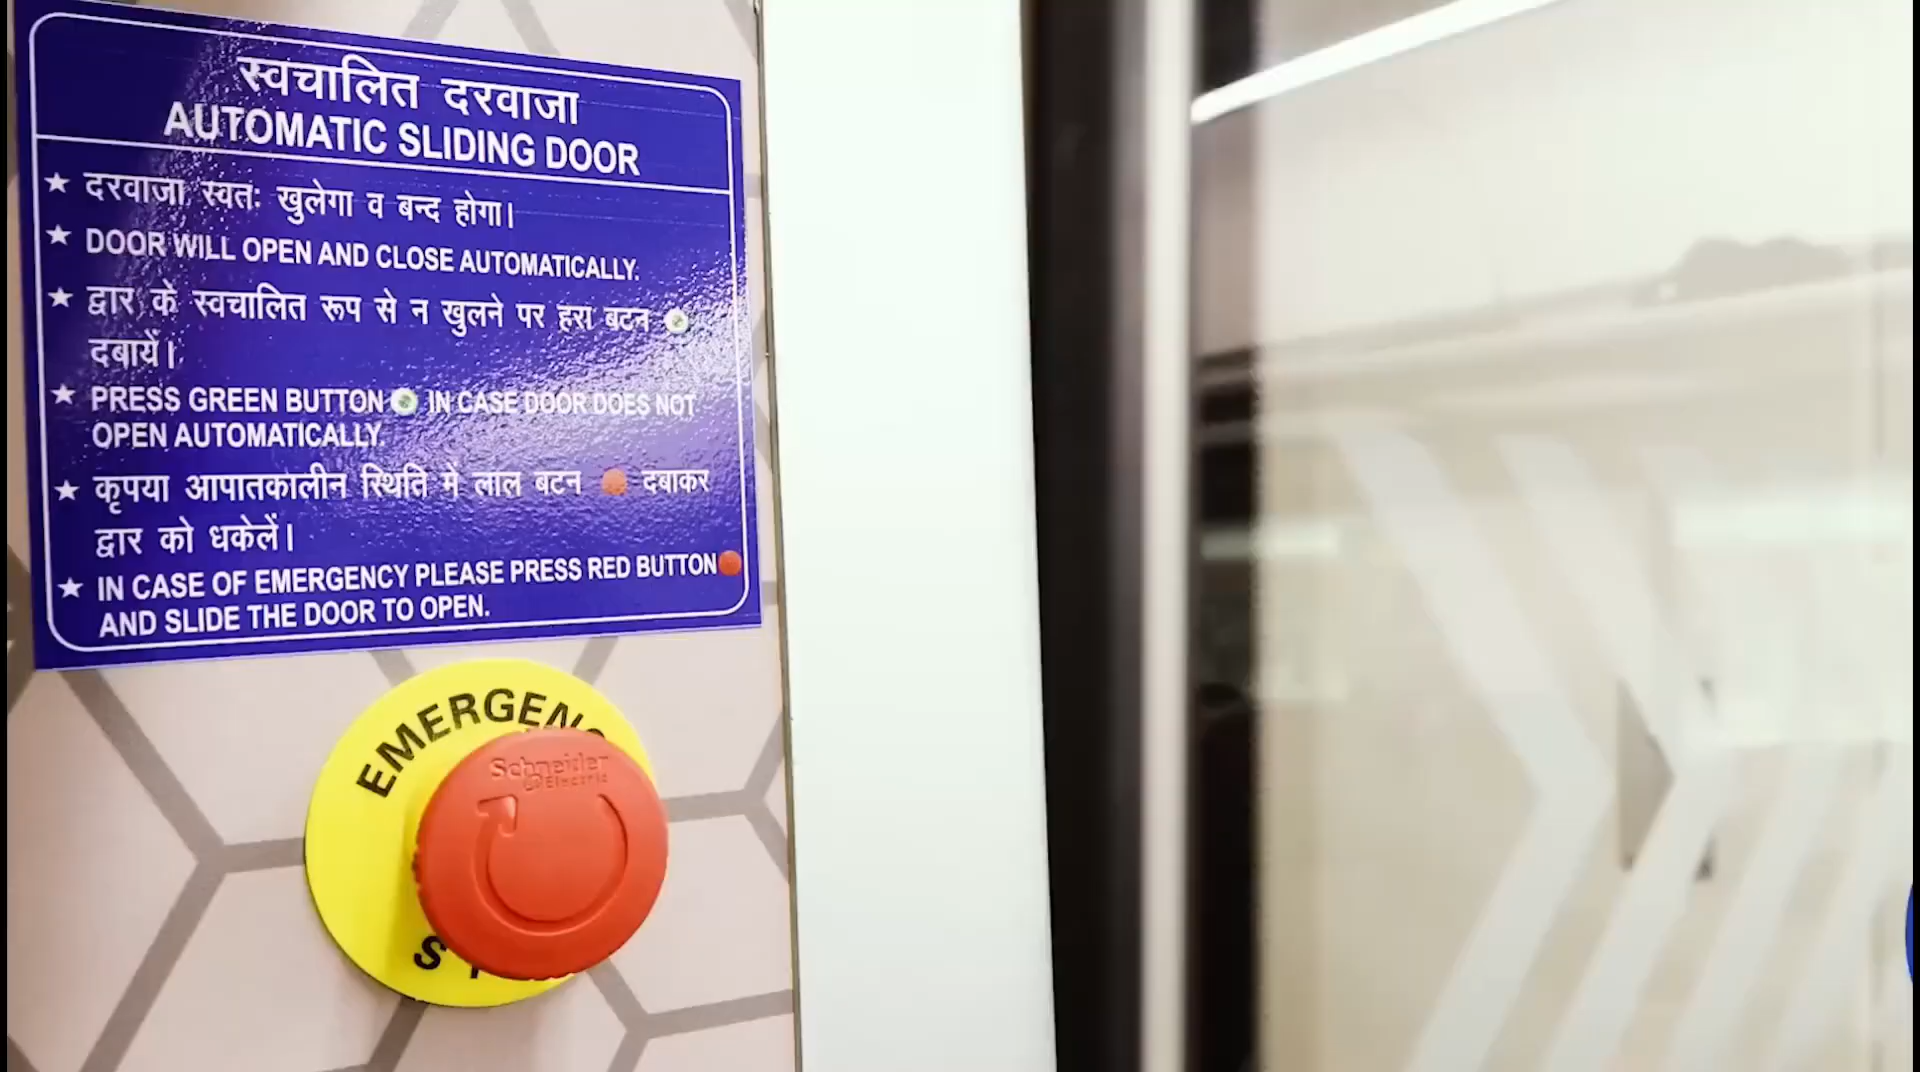 स्वचालित दरवाजा
AUTOMATIC SLIDING DOOR
★ दरवाजा स्वतः खुलेगा व बन्द होगा।
★ DOOR WILL OPEN AND CLOSE AUTOMATICALLY.
★ द्वार के स्वचालित रूप से न खुलने पर हरा बटन
दबायें।
★ PRESS GREEN BUTTON IN CASE DOOR DOES NOT
OPEN AUTOMATICALLY.
★ कृपया आपातकालीन स्थिति मे लाल बटन दबाकर
द्वार को धकेलें।
★ IN CASE OF EMERGENCY PLEASE PRESS RED BUTTON
AND SLIDE THE DOOR TO OPEN.
EMERGENC
Schneider
Electric